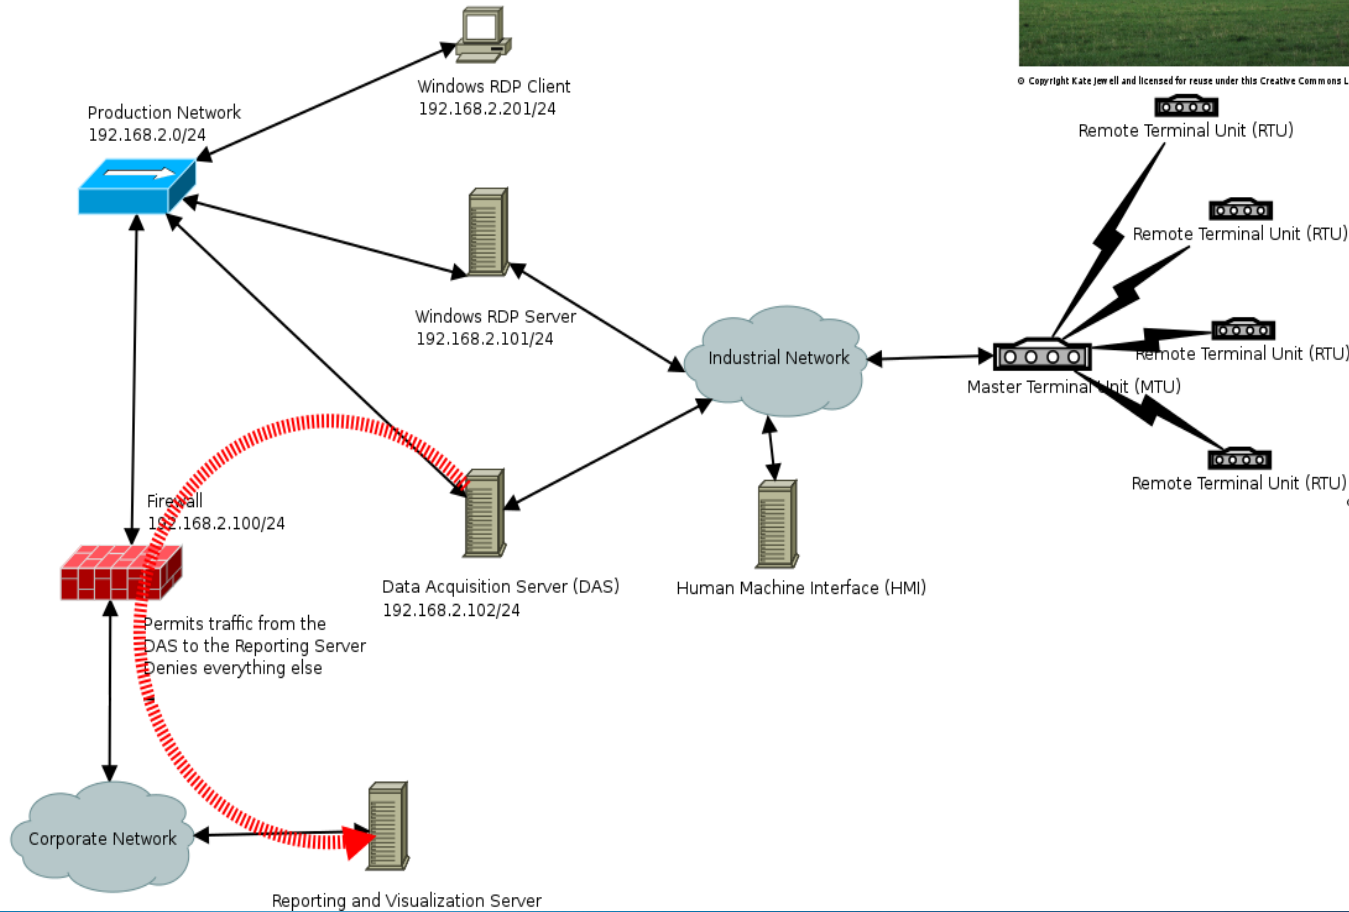 © Copyright Kate Jewell and licensed for reuse under this Creative Commons L
Windows RDP Client
192.168.2.201/24
Production Network
192.168.2.0/24
Remote Terminal Unit (RTU)
Remote Terminal Unit (RTU)
Windows RDP Server
192.168.2.101/24
Industrial Network
Remote Terminal Unit (RTU)
Master Terminal Unit (MTU)
Remote Terminal Unit (RTU)
Firewall
192.168.2.100/24
Data Acquisition Server (DAS)
192.168.2.102/24
Human Machine Interface (HMI)
Permits traffic from the
DAS to the Reporting Server
Denies everything else
Corporate Network
Reporting and Visualization Server